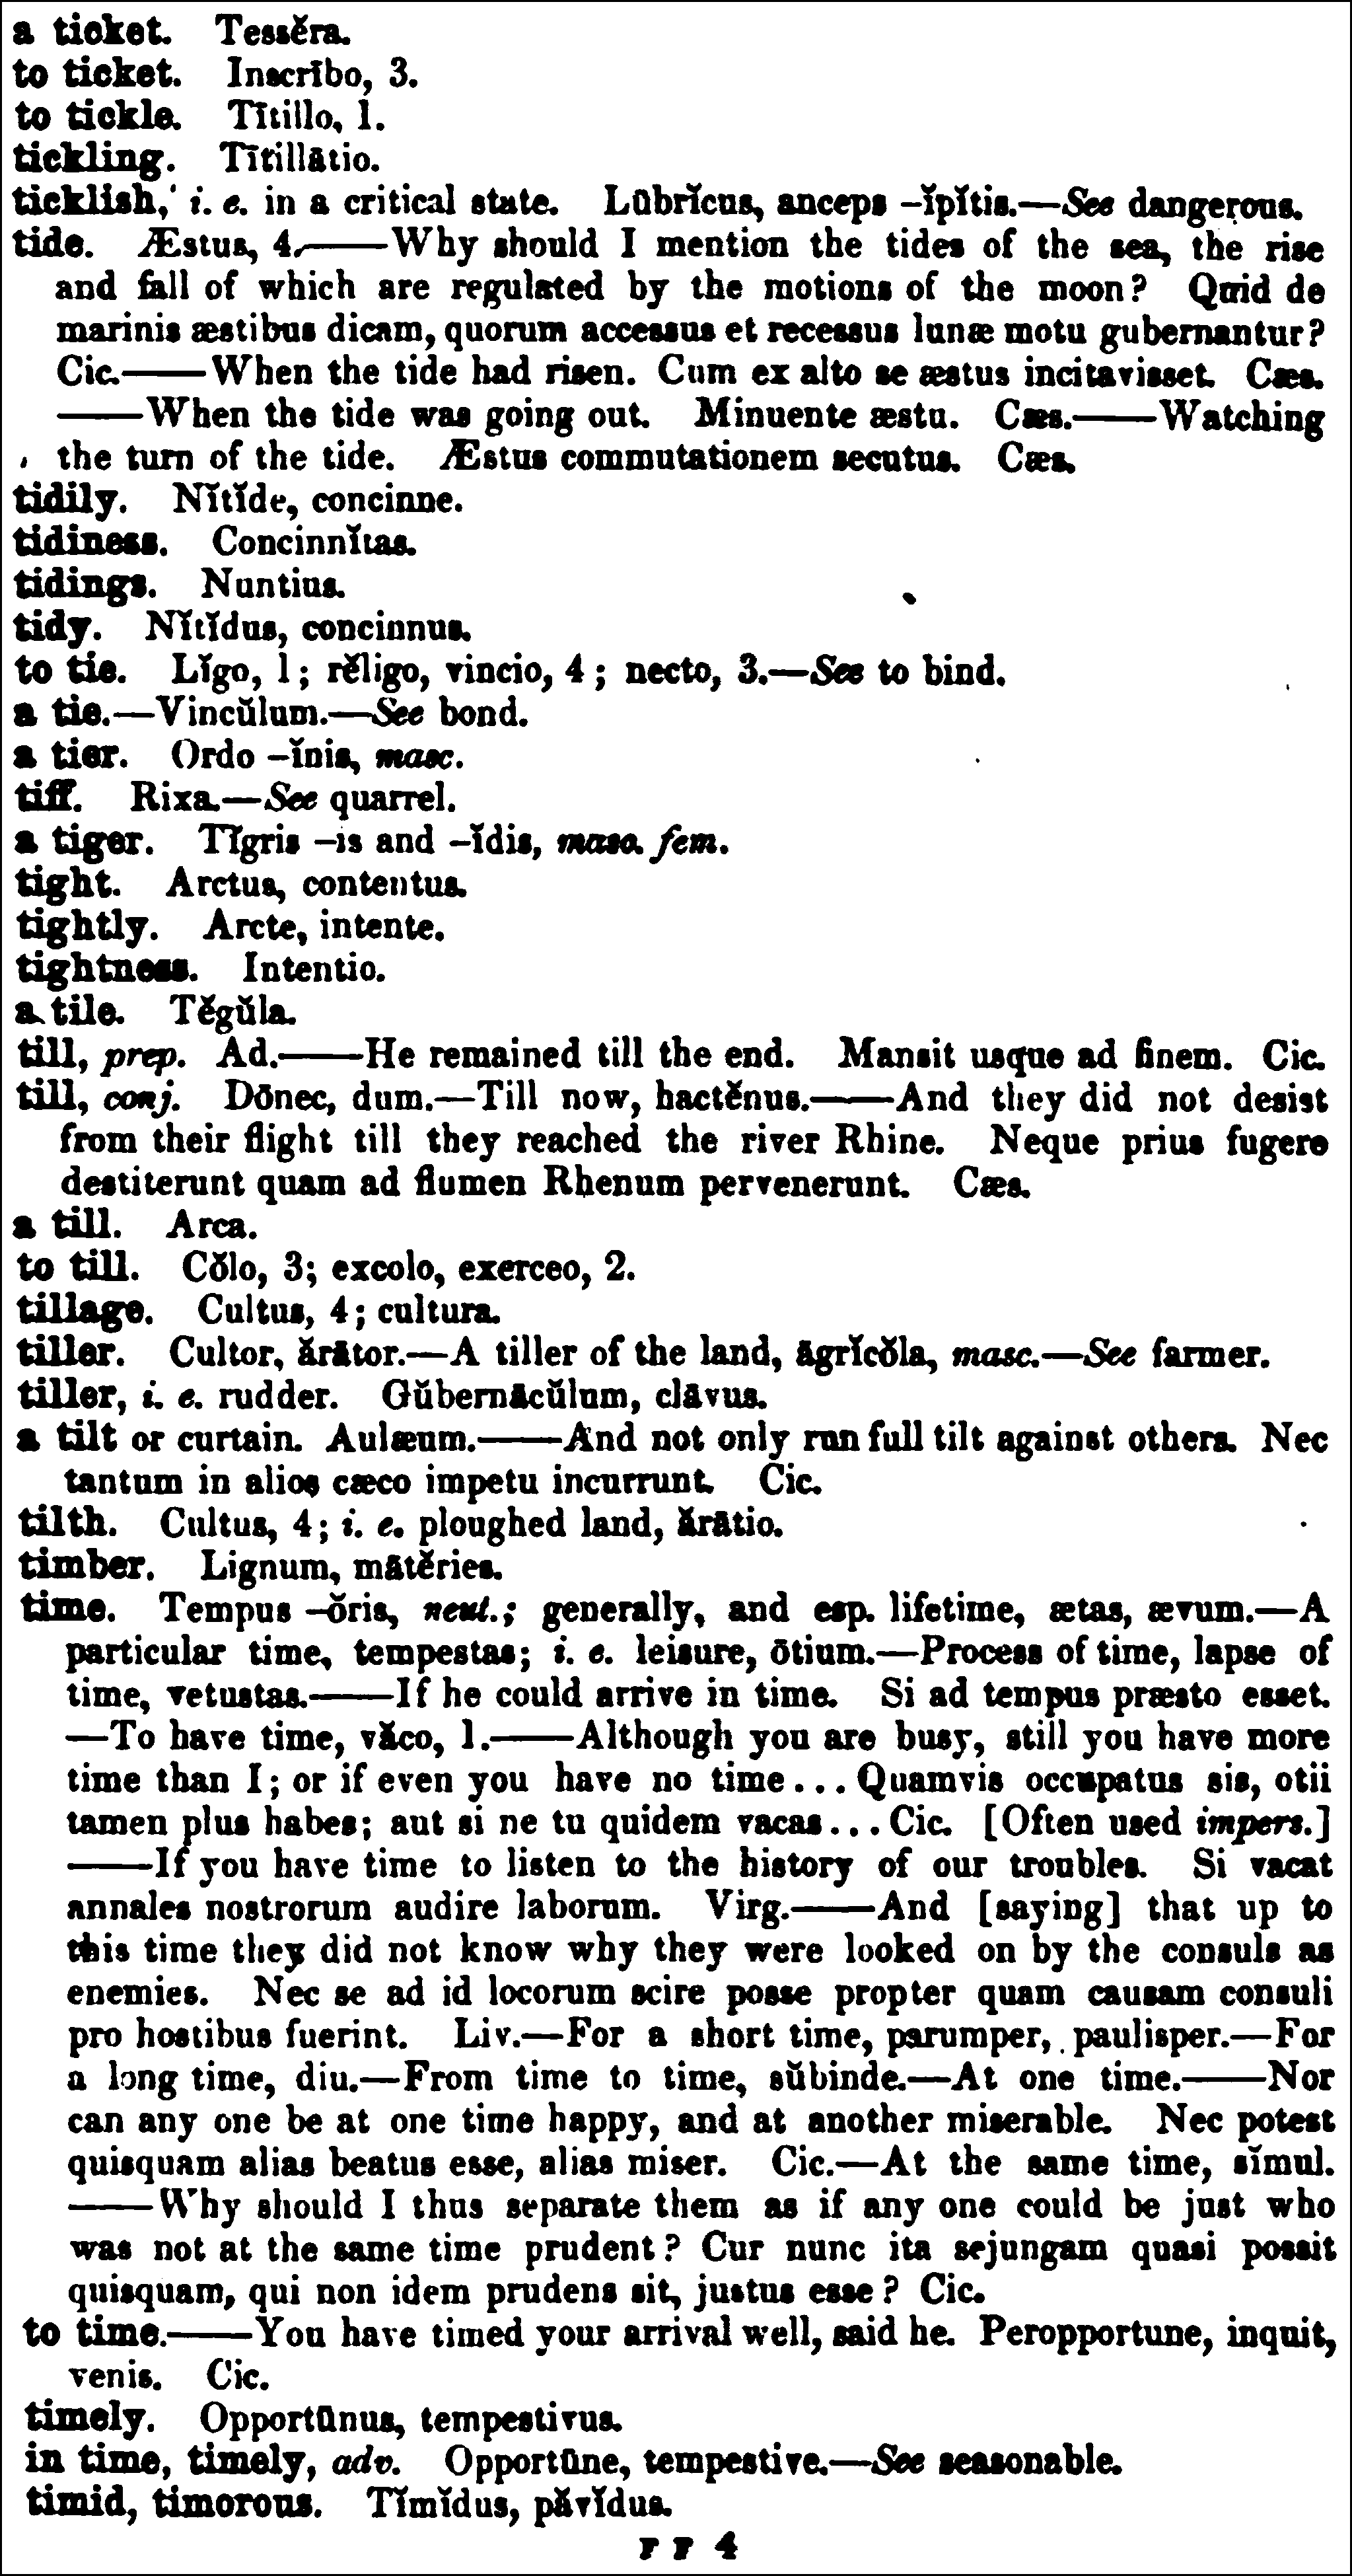 a ticket. Tessĕra.
to ticket. Inscrībo, 3.
to tickle. Tītillo, 1.
tickling. Tītillātio.
ticklish, i. e. in a critical state. Lūbrĭcus, anceps –ĭpĭtis.—See dangerous.
tide. Æstus, 4.——Why should I mention the tides of the sea, the rise
and fall of which are regulated by the motions of the moon? Quid de
marinis æstibus dicam, quorum accessus et recessus lunæ motu gubernantur?
Cic.——When the tide had risen. Cum ex alto se æstus incitavisset. Cæs.
——When the tide was going out. Minuente æstu. Cæs.——Watching
the turn of the tide. Æstus commutationem secutus. Cæs.
tidily. Nĭtĭde, concinne.
tidiness. Concinnĭtas.
tidings. Nuntius.
tidy. Nĭtĭdus, concinnus.
to tie. Lĭgo, 1; rĕligo, vincio, 4; necto, 3.—See to bind.
a tie.—Vincŭlum.—See bond.
a tier. Ordo –ĭnis, masc.
tiff. Rixa.—See quarrel.
a tiger. Tĭgris –is and –ĭdis, masc. fem.
tight. Arctus, contentus.
tightly. Arcte, intente.
tightness. Intentio.
a tile. Tĕgŭla.
till, prep. Ad.——He remained till the end. Mansit usque ad finem. Cic.
till, conj. Dōnec, dum.—Till now, hactĕnus.——And they did not desist
from their flight till they reached the river Rhine. Neque prius fugere
destiterunt quam ad flumen Rhenum pervenerunt. Cæs.
a till. Arca.
to till. Cŏlo, 3; excolo, exerceo, 2.
tillage. Cultus, 4; cultura.
tiller. Cultor, ărātor.—A tiller of the land, āgrĭcŏla, masc.—See farmer.
tiller, i. e. rudder. Gŭbernācŭlum, clāvus.
a tilt or curtain. Aulæum.——And not only run full tilt against others. Nec
tantum in alios cæco impetu incurrunt. Cic.
tilth. Cultus, 4; i. e. ploughed land, ărātio.
timber. Lignum, mātĕries.
time. Tempus –ŏris, neut.; generally, and esp. lifetime, ætas, ævum.—A
particular time, tempestas; i. e. leisure, ōtium.—Process of time, lapse of
time, vetustas.——If he could arrive in time. Si ad tempus præsto esset.
—To have time, văco, 1.——Although you are busy, still you have more
time than I; or if even you have no time... Quamvis occupatus sis, otii
tamen plus habes; aut si ne tu quidem vacas... Cic. [Often used impers.]
——If you have time to listen to the history of our troubles. Si vacat
annales nostrorum audire laborum. Virg.——And [saying] that up to
this time they did not know why they were looked on by the consuls as
enemies. Nec se ad id locorum scire posse propter quam causam consuli
pro hostibus fuerint. Liv.—For a short time, parumper, paulisper.—For
a long time, diu.—From time to time, sŭbinde.—At one time.——Nor
can any one be at one time happy, and at another miserable. Nec potest
quisquam alias beatus esse, alias miser. Cic.—At the same time, sĭmul.
——Why should I thus separate them as if any one could be just who
was not at the same time prudent? Cur nunc ita sejungam quasi possit
quisquam, qui non idem prudens sit, justus esse? Cic.
to time.——You have timed your arrival well, said he. Peropportune, inquit,
venis. Cic.
timely. Opportūnus, tempestivus.
in time, timely, adv. Opportūne, tempestive.—See seasonable.
timid, timorous. Tĭmĭdus, păvĭdus.
F F 4